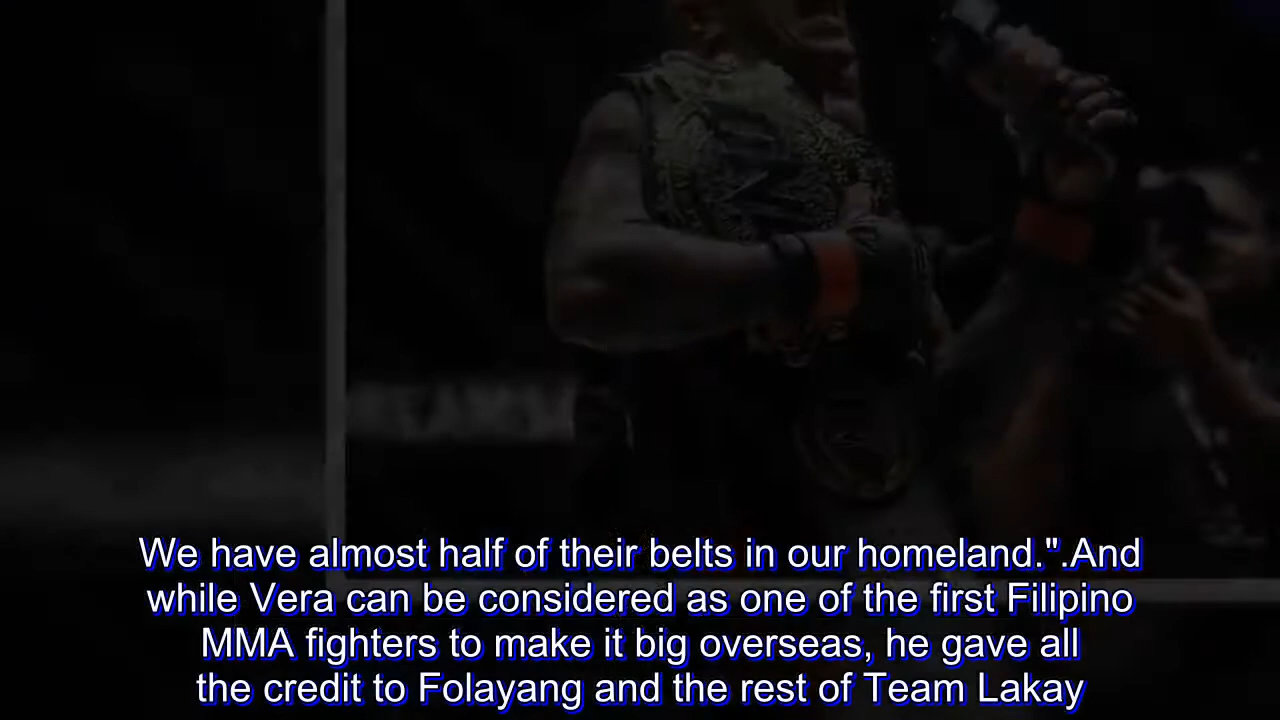 We have almost half of their belts in our homeland.".And
while Vera can be considered as one of the first Filipino
MMA fighters to make it big overseas, he gave all
the credit to Folayang and the rest of Team Lakay